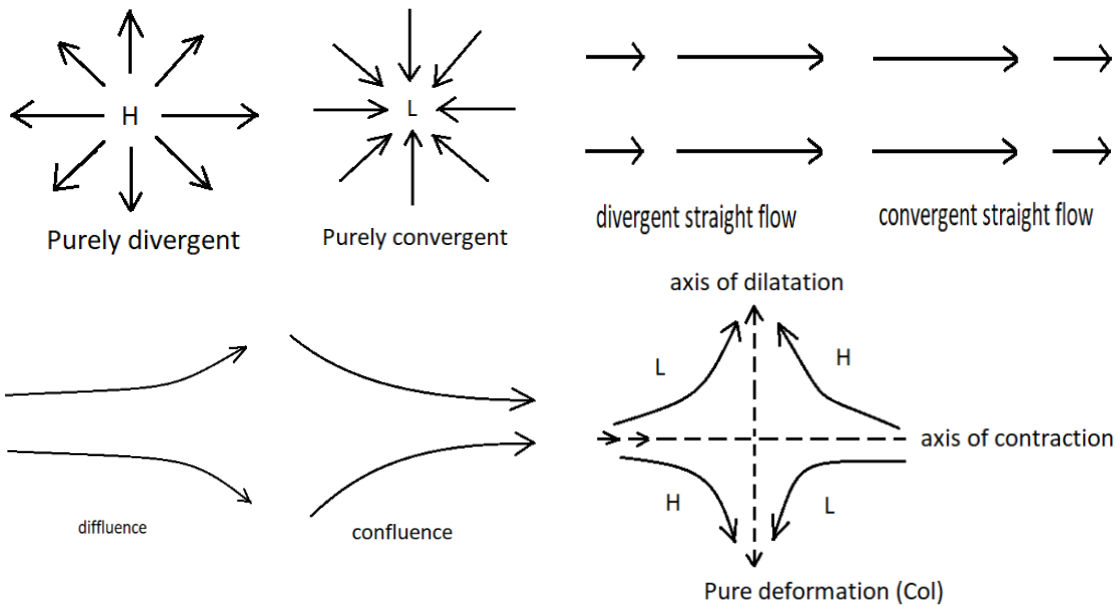 H
L
Purely divergent
Purely convergent
divergent straight flow
convergent straight flow
diffluence
confluence
axis of dilatation
L
H
axis of contraction
H
L
Pure deformation (Col)